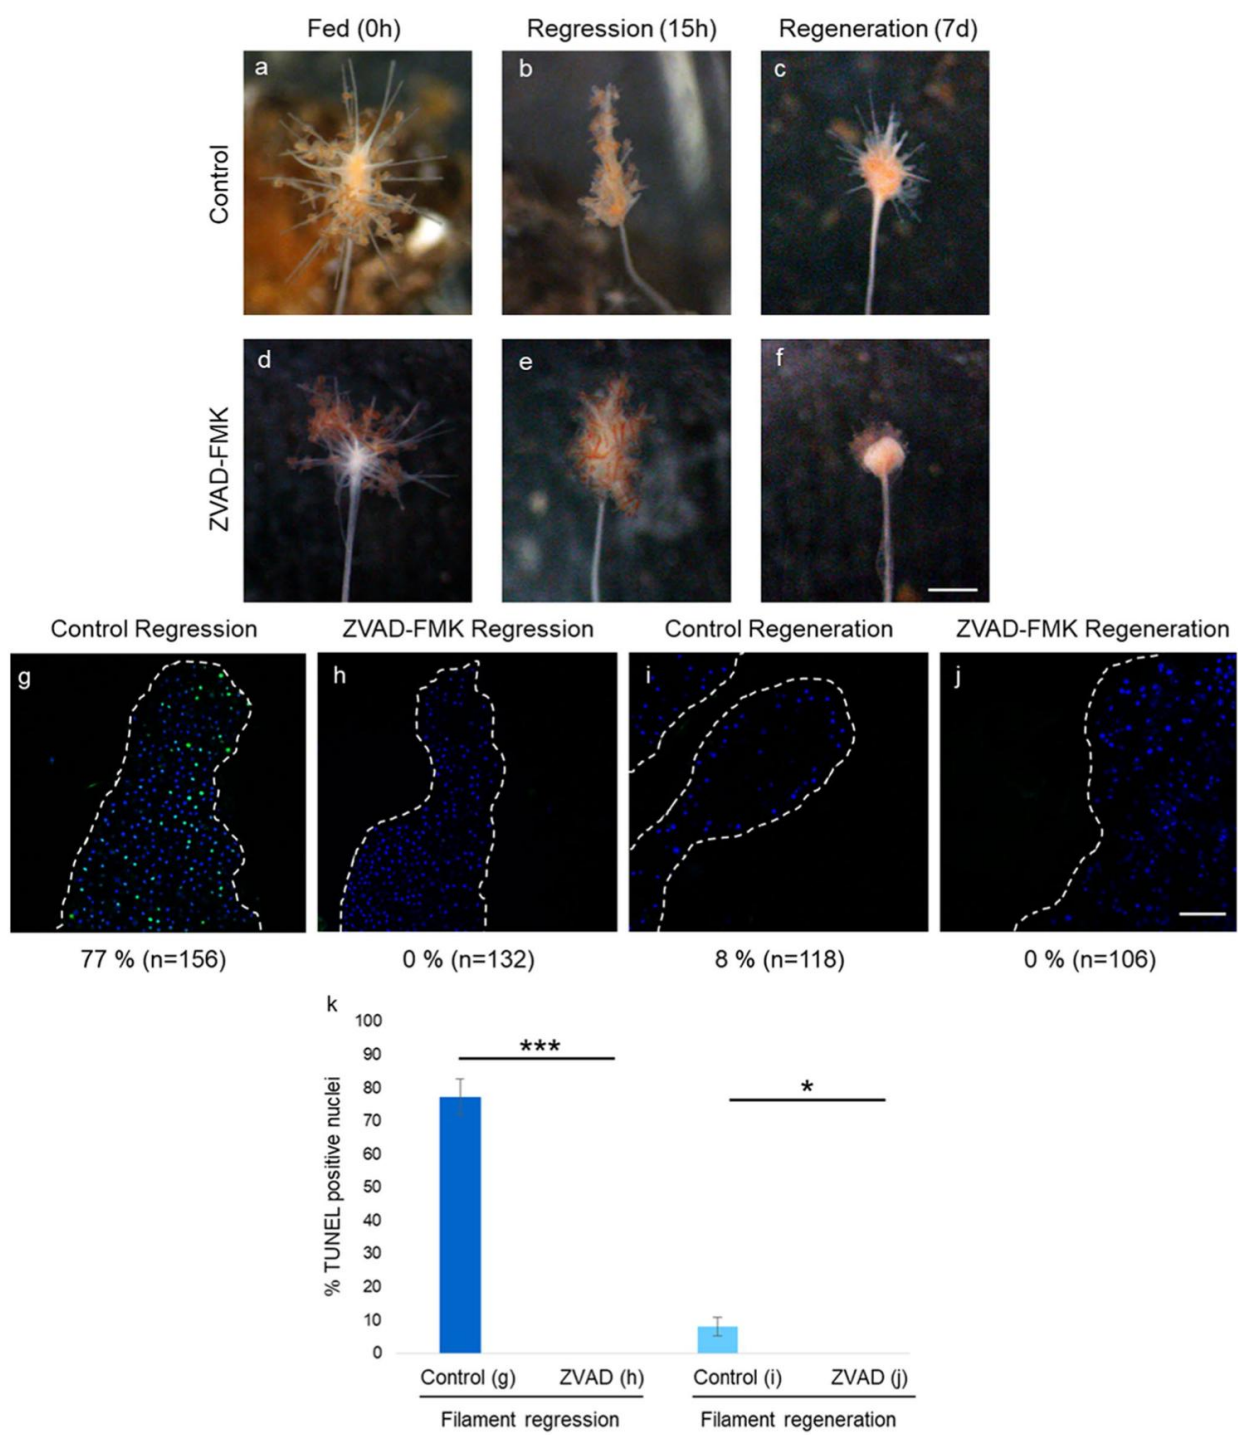 Fed (0h) Regression (15h) Regeneration (7d)
Control
a b c
ZVAD-FMK
d e f
Control Regression ZVAD-FMK Regression Control Regeneration ZVAD-FMK Regeneration
g h i j
77 % (n=156) 0 % (n=132) 8 % (n=118) 0 % (n=106)
k
% TUNEL positive nuclei
100
90
80
70
60
50
40
30
20
10
0
***
*
Control (g) ZVAD (h) Control (i) ZVAD (j)
Filament regression Filament regeneration